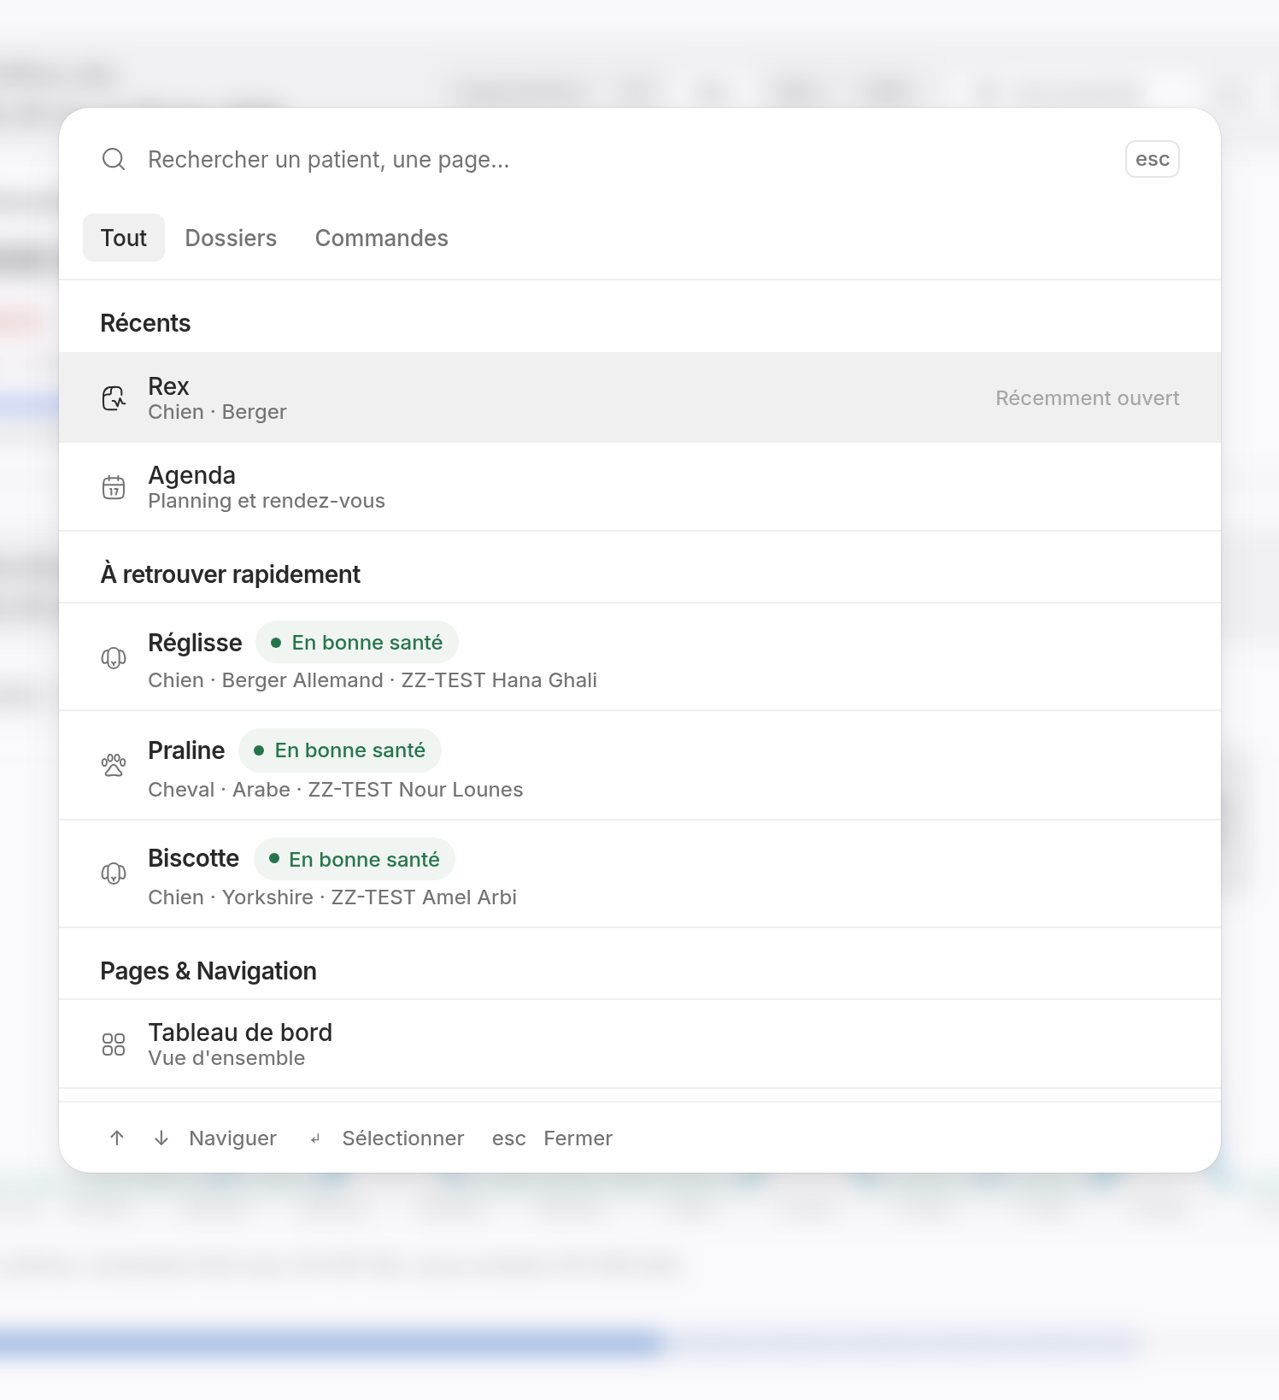 Rechercher un patient, une page...
esc
Tout Dossiers Commandes
Récents
Rex
Chien · Berger
Récemment ouvert
Agenda
17
Planning et rendez-vous
À retrouver rapidement
Réglisse En bonne santé
Chien · Berger Allemand · ZZ-TEST Hana Ghali
Praline En bonne santé
Cheval · Arabe · ZZ-TEST Nour Lounes
Biscotte En bonne santé
Chien · Yorkshire · ZZ-TEST Amel Arbi
Pages & Navigation
Tableau de bord
Vue d'ensemble
↑ ↓ Naviguer ↲ Sélectionner esc Fermer